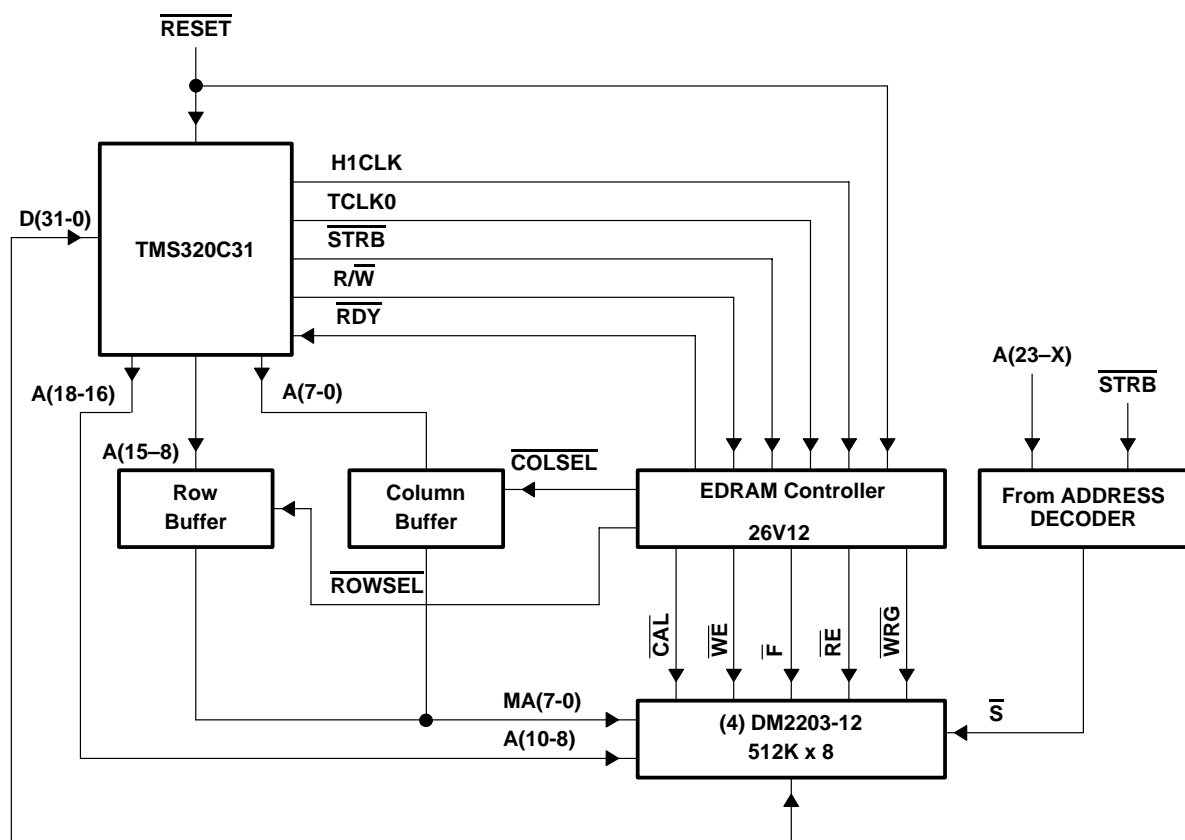 RESET
H1CLK
TCLK0
D(31-0)
TMS320C31
STRB
R/W
RDY
A(23–X)
STRB
A(18-16)
A(7-0)
A(15–8)
Row
Buffer
Column
Buffer
COLSEL
EDRAM Controller
26V12
From ADDRESS
DECODER
ROWSEL
CAL
WE
F
RE
WRG
MA(7-0)
A(10-8)
(4) DM2203-12
512K x 8
S